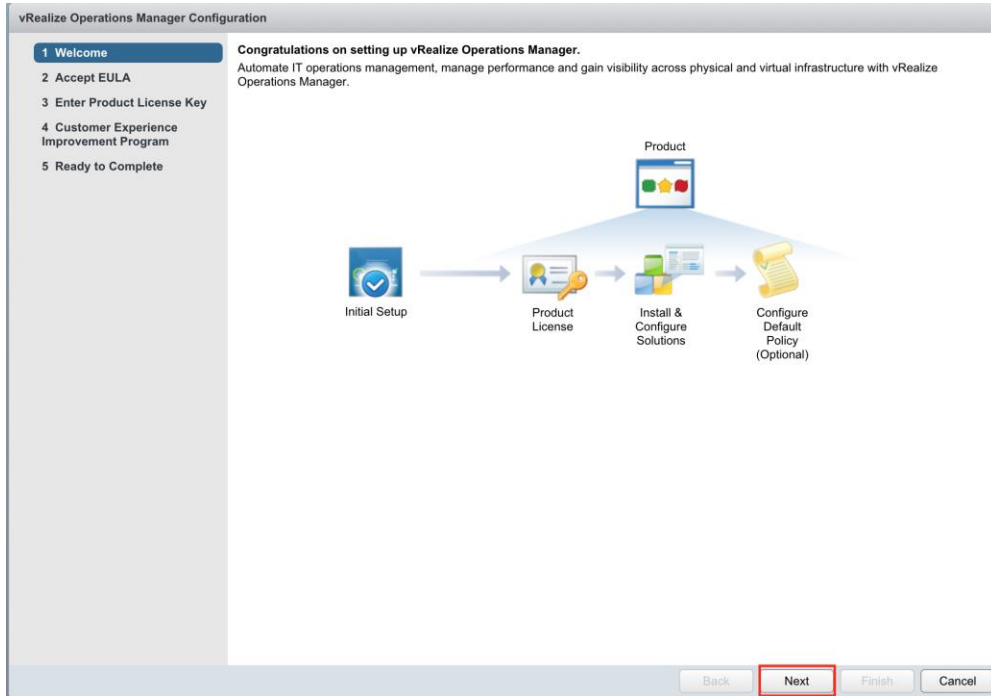 vRealize Operations Manager Configuration
1 Welcome
2 Accept EULA
3 Enter Product License Key
4 Customer Experience
Improvement Program
5 Ready to Complete
Congratulations on setting up vRealize Operations Manager.
Automate IT operations management, manage performance and gain visibility across physical and virtual infrastructure with vRealize
Operations Manager.
Product
Initial Setup
Product
License
Install &
Configure
Solutions
Configure
Default
Policy
(Optional)
Back
Next
Finish
Cancel